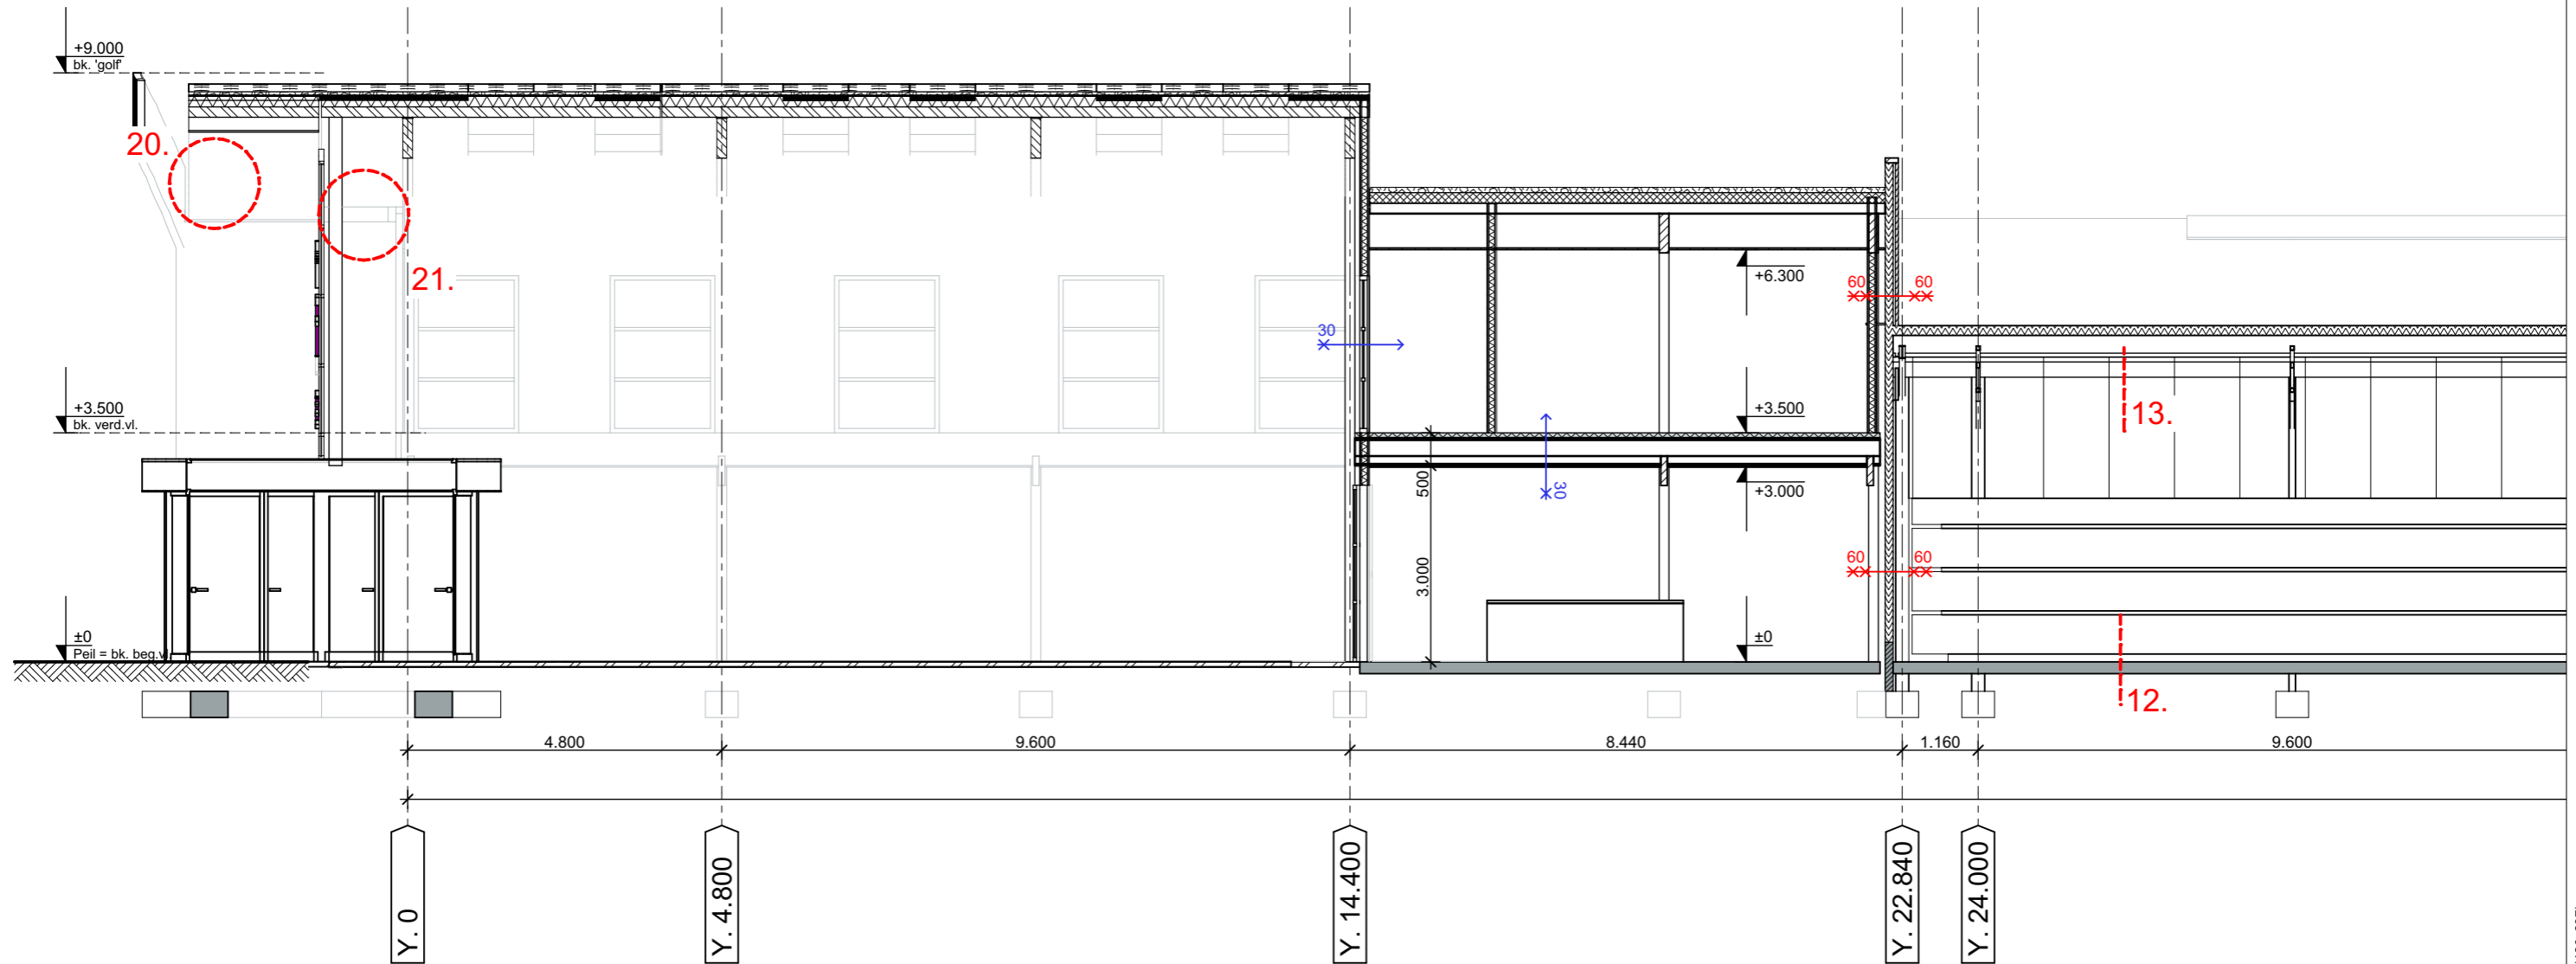 +9.000
bk. 'golf'
20.
21.
+6.300
60 60
30
+3.500
bk. verd.vl.
+3.500
13.
500
30
+3.000
3.000
60 60
±0
Peil = bk. beg.vl
±0
12.
4.800 9.600 8.440 1.160 9.600
Y. 0
Y. 4.800
Y. 14.400
Y. 22.840
Y. 24.000